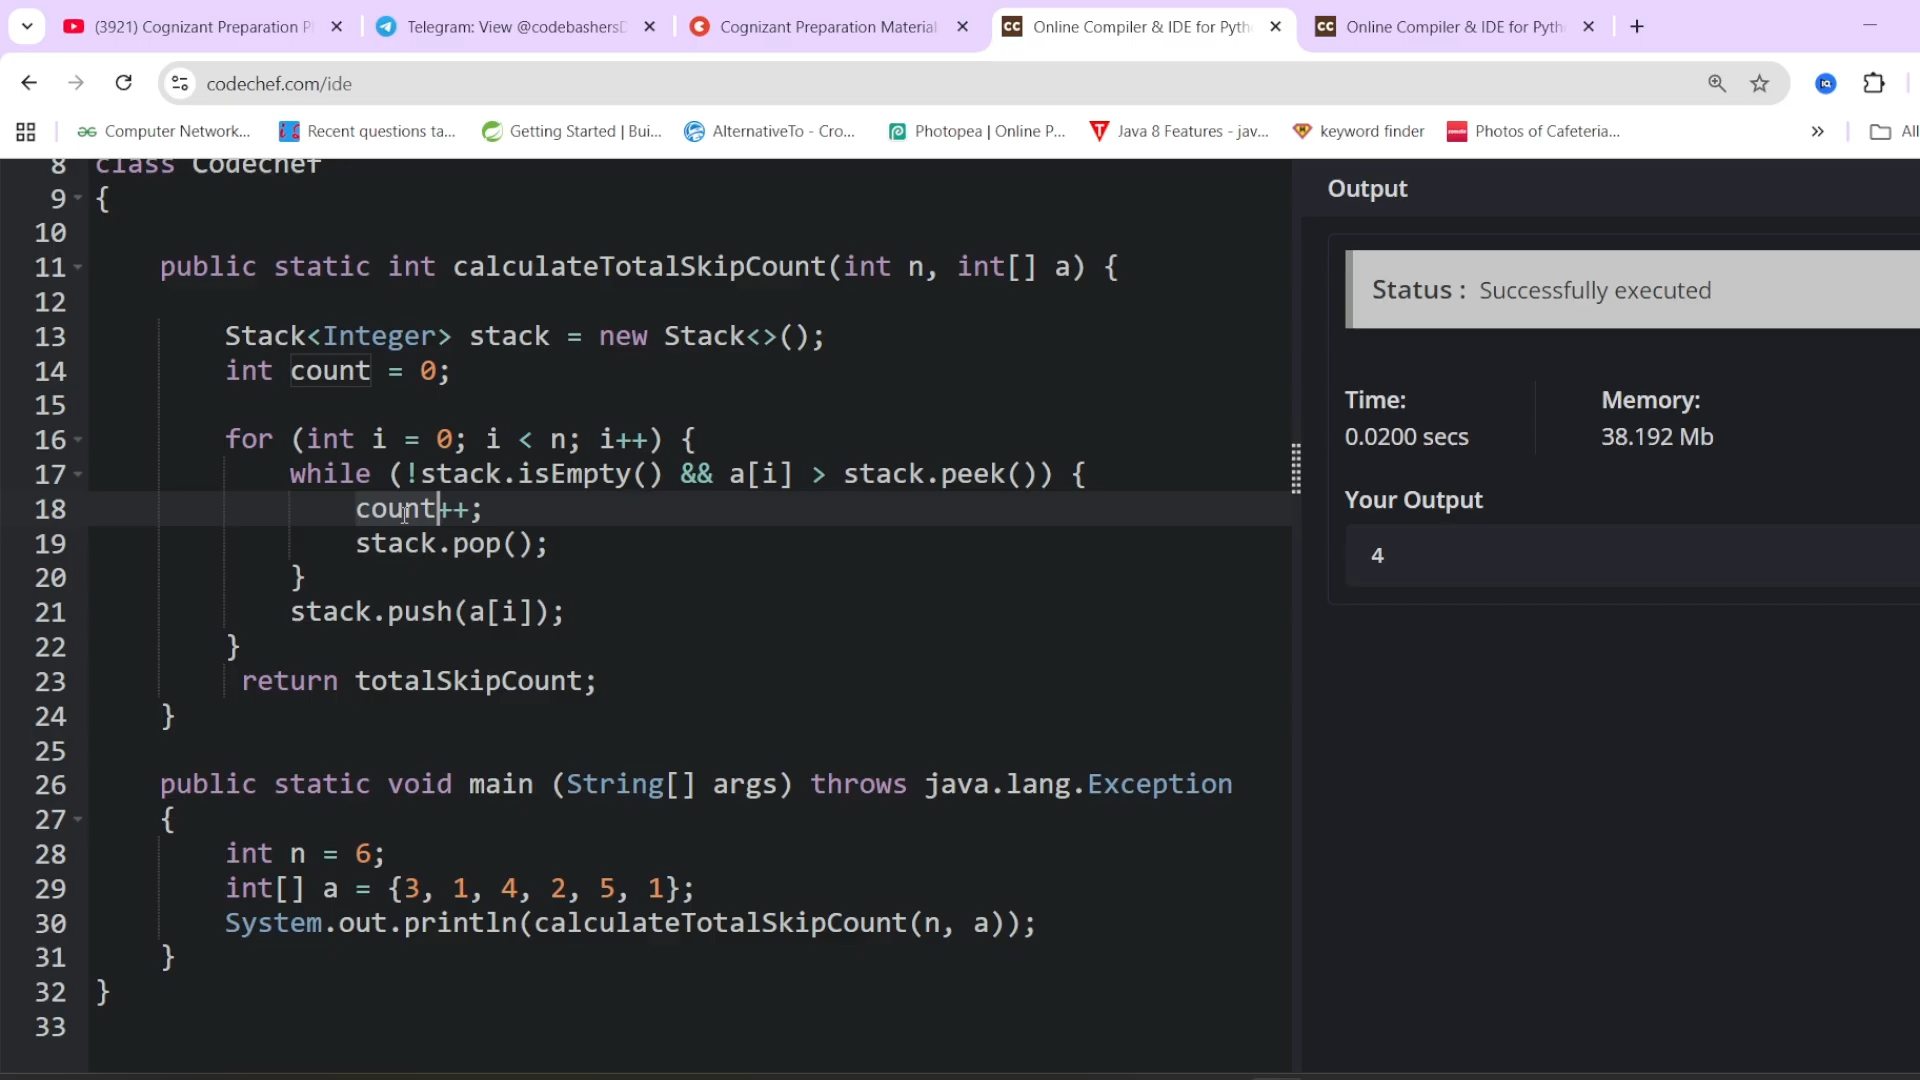 (3921) Cognizant Preparation P
Telegram: View @codebashersD
Cognizant Preparation Material
Online Compiler & IDE for Pyth
Online Compiler & IDE for Pyth
codechef.com/ide
Computer Network...
Recent questions ta...
Getting Started | Bui...
AlternativeTo - Cro...
Photopea | Online P...
Java 8 Features - jav...
keyword finder
Photos of Cafeteria...
All
8 class Codechef
9 {
10
11 public static int calculateTotalSkipCount(int n, int[] a) {
12
13 Stack<Integer> stack = new Stack<>();
14 int count = 0;
15
16 for (int i = 0; i < n; i++) {
17 while (!stack.isEmpty() && a[i] > stack.peek()) {
18 count++;
19 stack.pop();
20 }
21 stack.push(a[i]);
22 }
23 return totalSkipCount;
24 }
25
26 public static void main (String[] args) throws java.lang.Exception
27 {
28 int n = 6;
29 int[] a = {3, 1, 4, 2, 5, 1};
30 System.out.println(calculateTotalSkipCount(n, a));
31 }
32 }
33
Output
Status : Successfully executed
Time: Memory:
0.0200 secs 38.192 Mb
Your Output
4